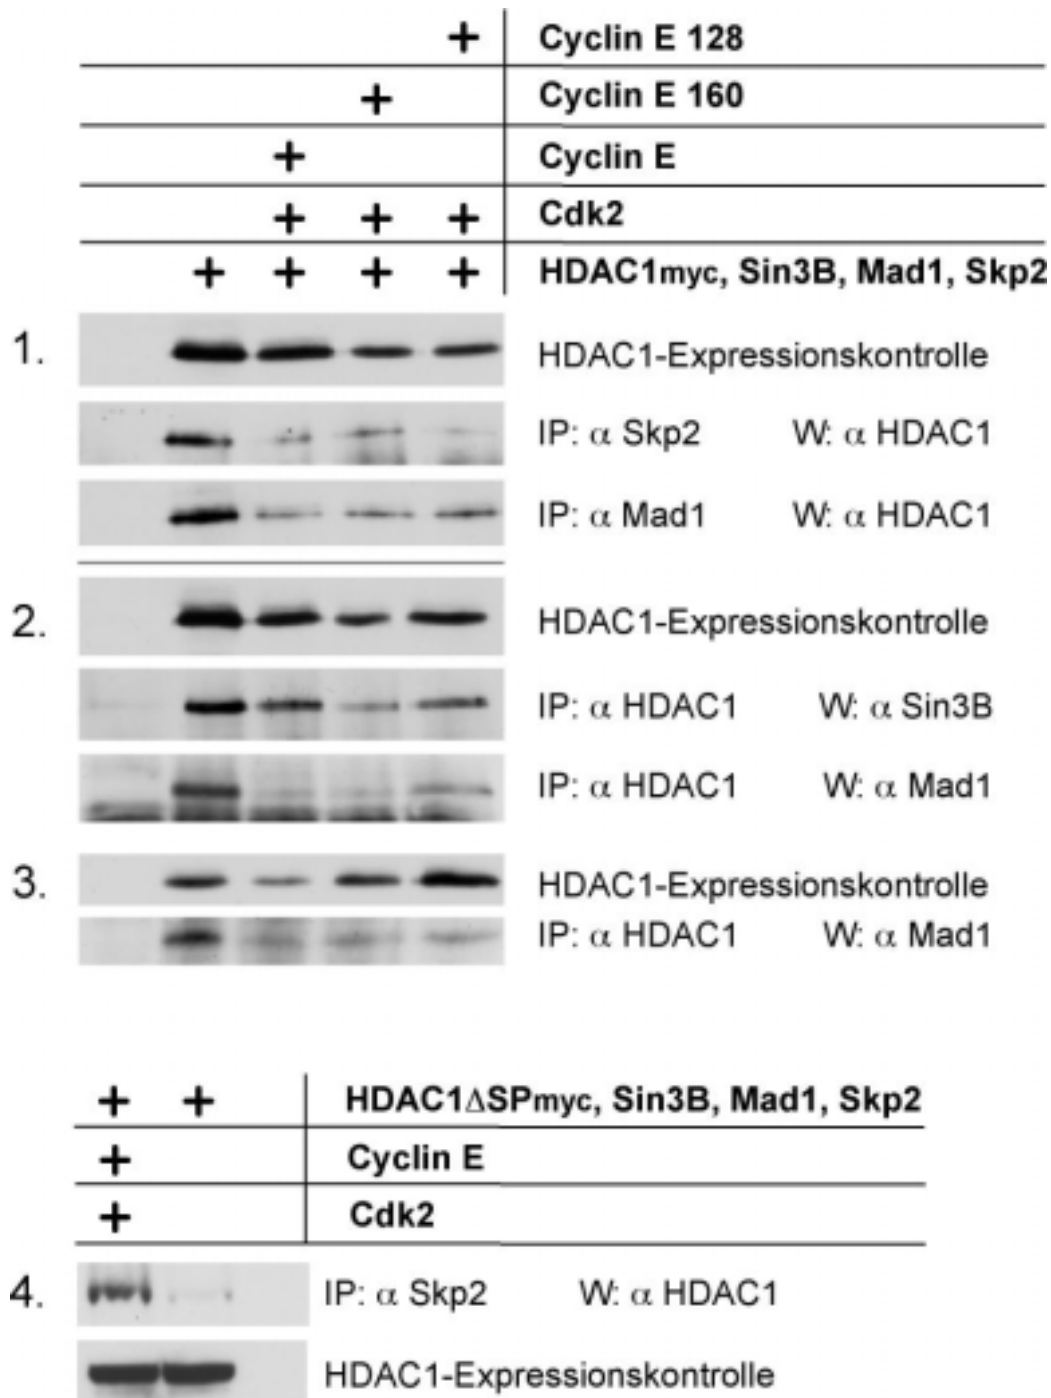 + Cyclin E 128
+ Cyclin E 160
+ Cyclin E
+ + + Cdk2
+ + + + HDAC1myc, Sin3B, Mad1, Skp2
1. HDAC1-Expressionskontrolle
IP: α Skp2 W: α HDAC1
IP: α Mad1 W: α HDAC1
2. HDAC1-Expressionskontrolle
IP: α HDAC1 W: α Sin3B
IP: α HDAC1 W: α Mad1
3. HDAC1-Expressionskontrolle
IP: α HDAC1 W: α Mad1
+ + HDAC1ΔSPmyc, Sin3B, Mad1, Skp2
+ Cyclin E
+ Cdk2
4. IP: α Skp2 W: α HDAC1
HDAC1-Expressionskontrolle